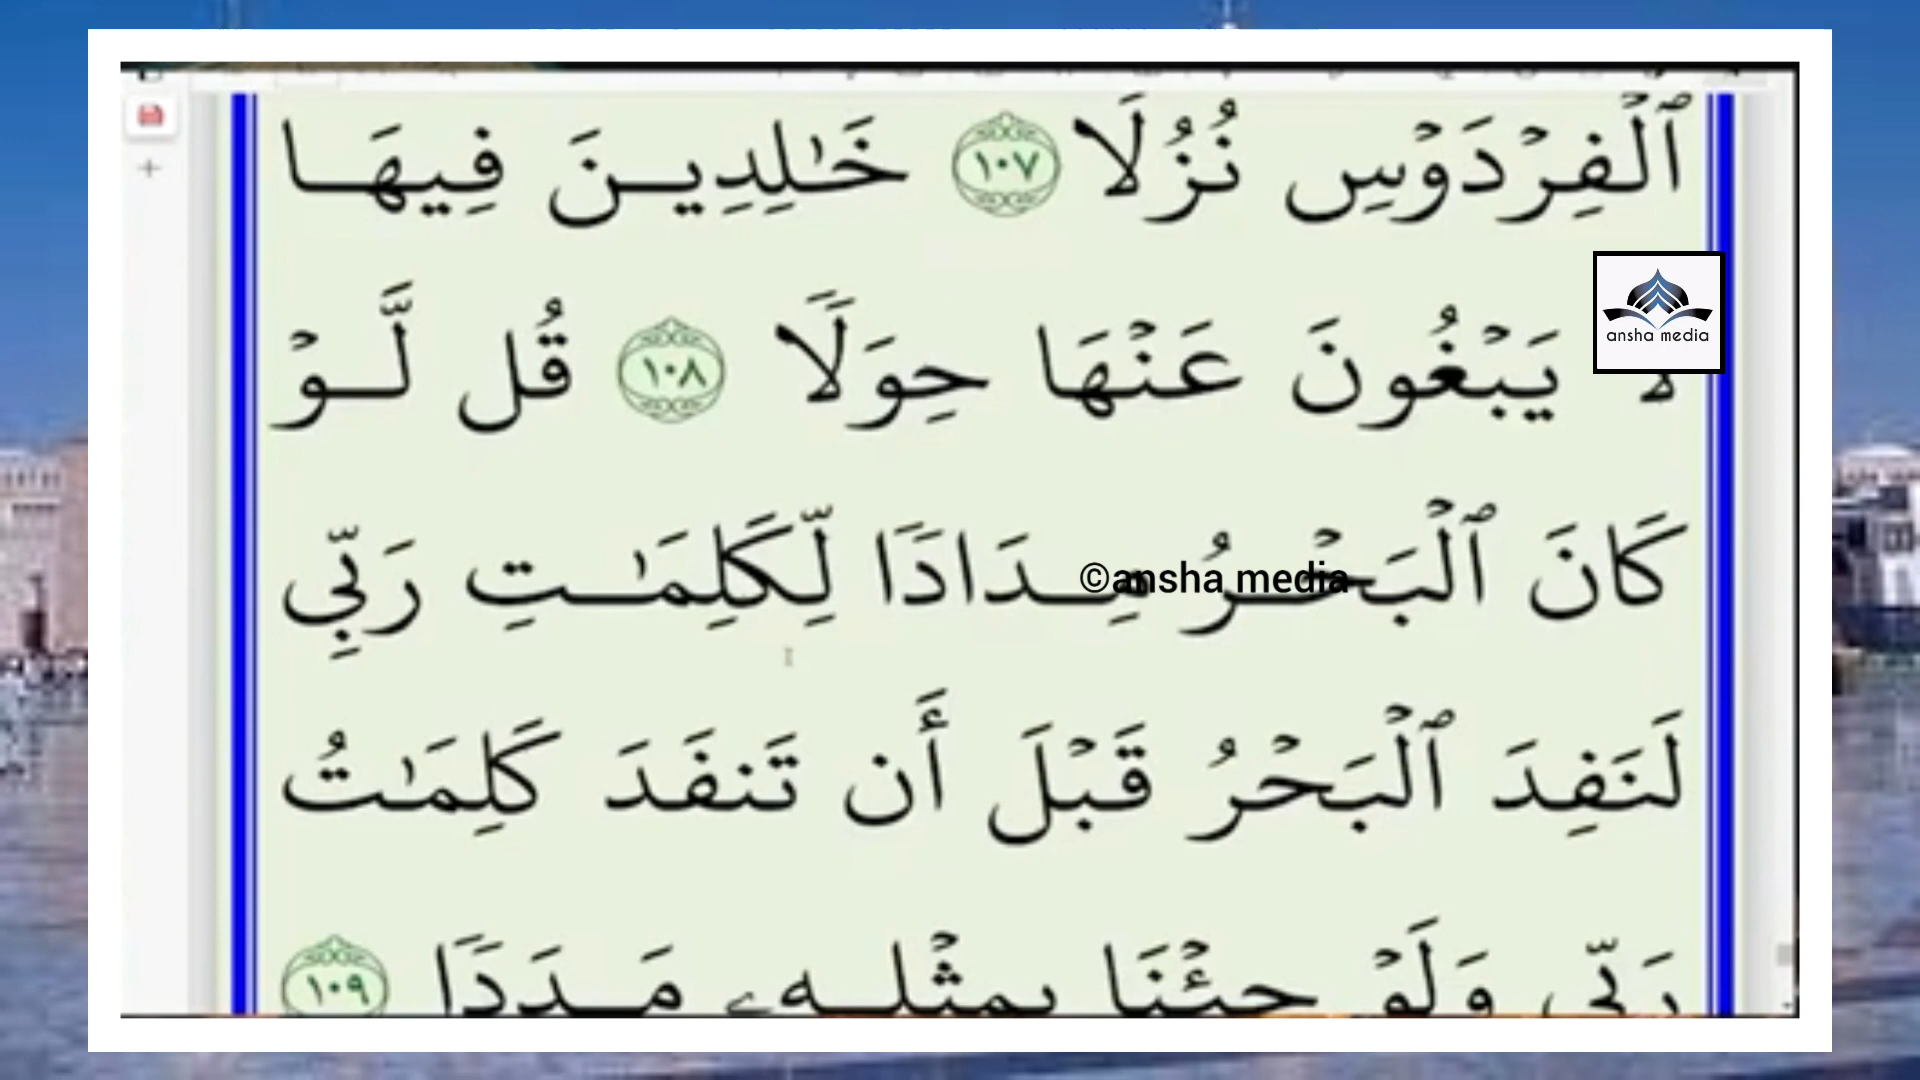 ٱلۡفِرۡدَوۡسِ نُزُلًا ١٠٧ خَٰلِدِينَ فِيهَا
لَا يَبۡغُونَ عَنۡهَا حِوَلٗا ١٠٨ قُل لَّوۡ
ansha media
كَانَ ٱلۡبَحۡرُ مِدَادٗا لِّكَلِمَٰتِ رَبِّي
©ansha media
لَنَفِدَ ٱلۡبَحۡرُ قَبۡلَ أَن تَنفَدَ كَلِمَٰتُ
رَبِّي وَلَوۡ جِئۡنَا بِمِثۡلِهِۦ مَدَدٗا ١٠٩